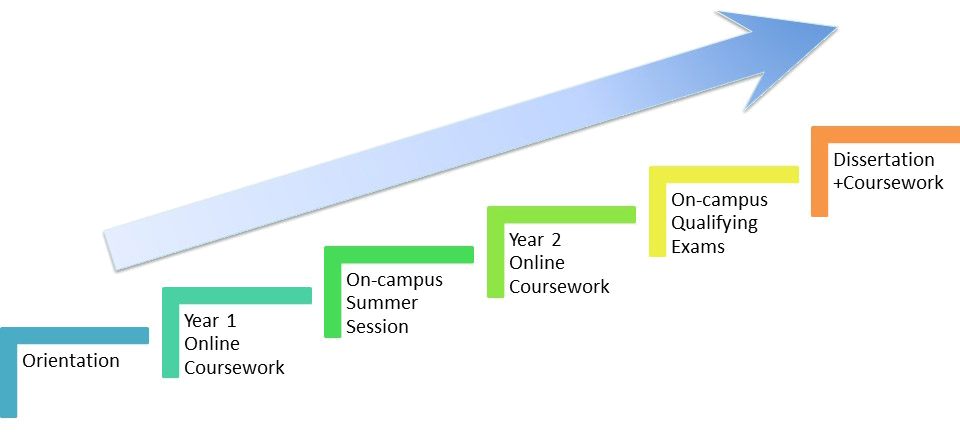 Orientation
Year 1
Online
Coursework
On-campus
Summer
Session
Year 2
Online
Coursework
On-campus
Qualifying
Exams
Dissertation
+Coursework